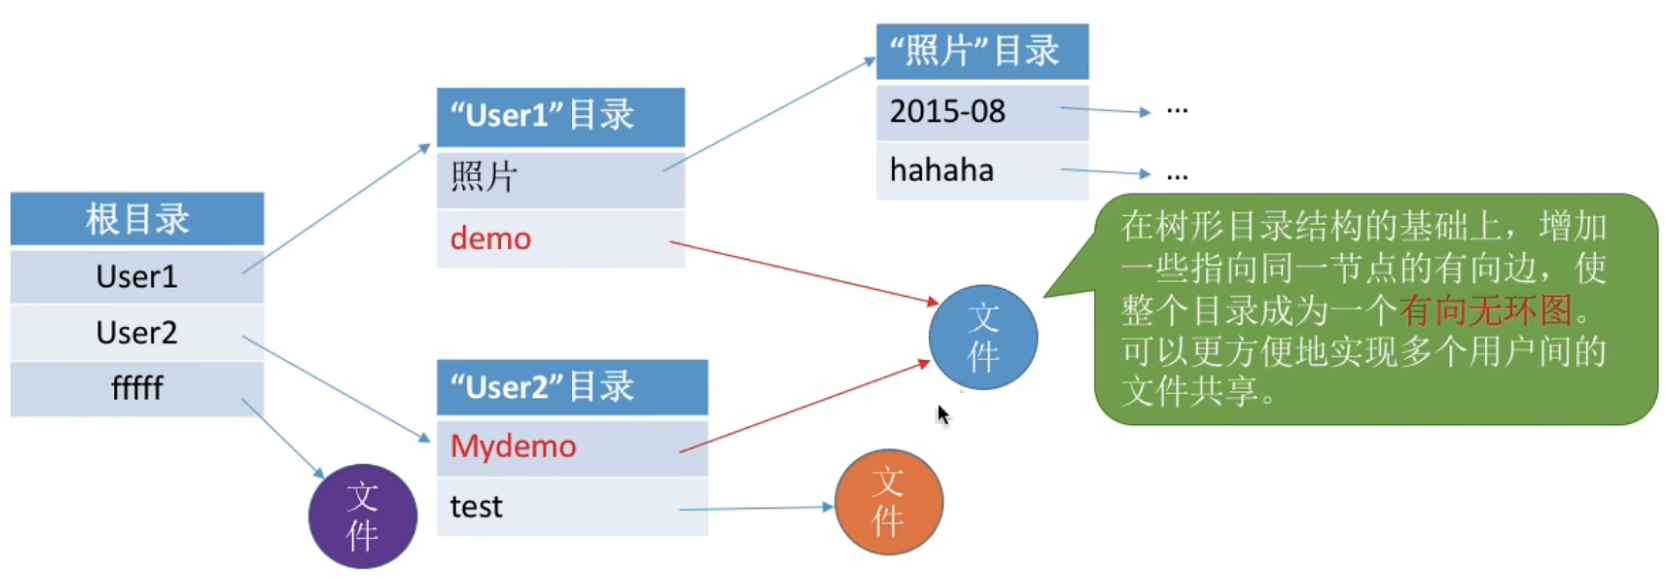 根目录
User1
User2
fffff
文
件
“User1”目录
照片
demo
“User2”目录
Mydemo
test
文
件
文
件
“照片”目录
2015-08
...
hahaha
...
在树形目录结构的基础上，增加
一些指向同一节点的有向边，使
整个目录成为一个有向无环图。
可以更方便地实现多个用户间的
文件共享。